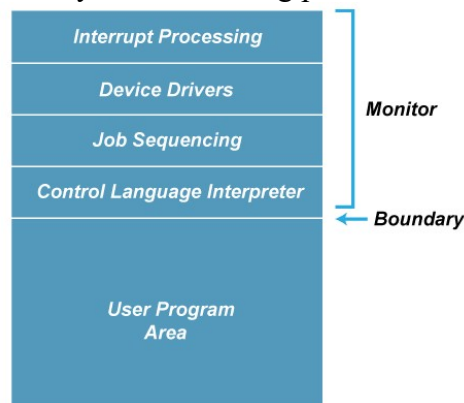 Interrupt Processing
Device Drivers
Monitor
Job Sequencing
Control Language Interpreter
Boundary
User Program
Area